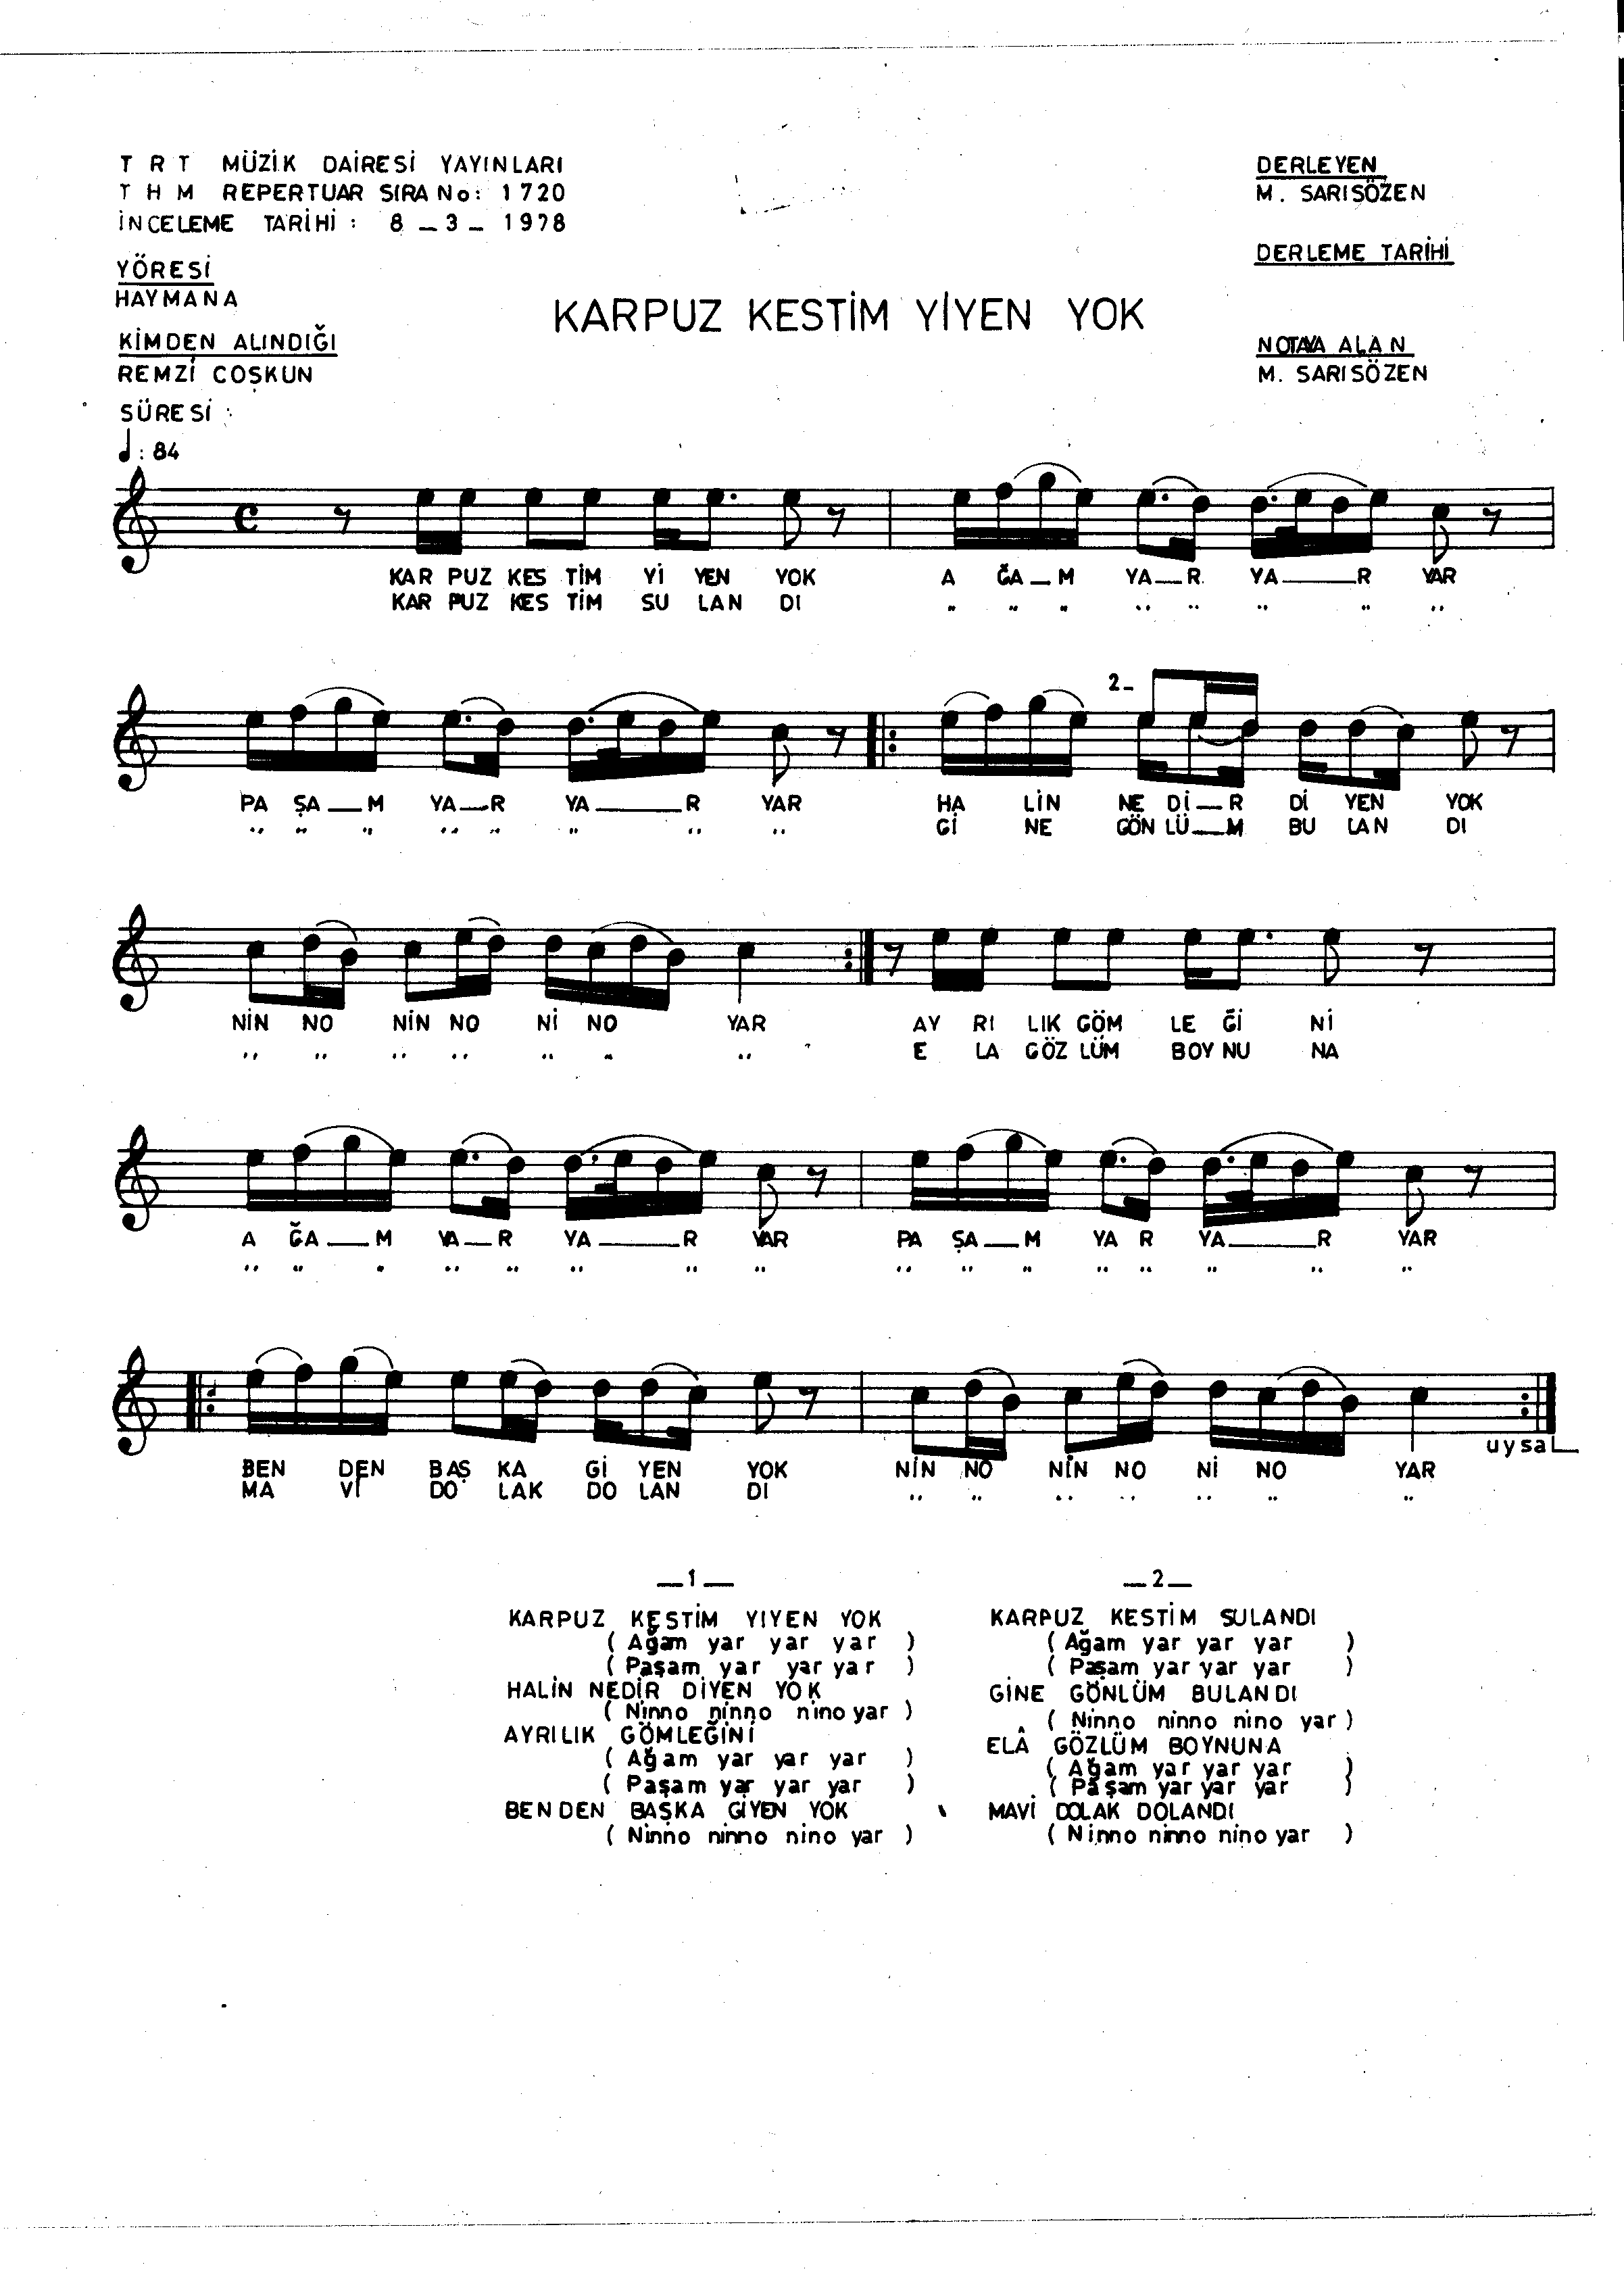 T R T MÜZİK DAİRESİ YAYINLARI
T H M REPERTUAR SIRA No: 1720
İNCELEME TARİHİ : 8 _ 3 _ 1978
YÖRESİ
HAYMANA
KİMDEN ALINDIĞI
REMZİ COŞKUN
SÜRESİ :
♩ : 84
DERLEYEN
M. SARISÖZEN
DERLEME TARİHİ
NOTAYA ALAN
M. SARISÖZEN
KARPUZ KESTİM YİYEN YOK
KAR PUZ KES TİM Yİ YEN YOK A ĞA _ M YA _ R YA _ R YAR
KAR PUZ KES TİM SU LAN DI " " " " " " " "
2_
PA ŞA _ M YA _ R YA _ R YAR HA LİN NE Dİ _ R Dİ YEN YOK
" " " " " " " " Gİ NE GÖN LÜ _ M BU LAN DI
NİN NO NİN NO Nİ NO YAR AY RI LIK GÖM LE Ğİ Nİ
" " " " " " " E LA GÖZ LÜM BOY NU NA
A ĞA _ M YA _ R YA _ R YAR PA ŞA _ M YA R YA _ R YAR
" " " " " " " " " " " " " " " "
BEN DEN BAŞ KA Gİ YEN YOK NİN NO NİN NO Nİ NO YAR
MA Vİ DO LAK DO LAN DI " " " " " " "
uysal
_ 1 _
KARPUZ KESTİM YIYEN YOK
( Ağam yar yar yar )
( Paşam yar yar yar )
HALİN NEDİR DİYEN YOK
( Ninno ninno nino yar )
AYRILIK GÖMLEĞİNİ
( Ağam yar yar yar )
( Paşam yar yar yar )
BENDEN BAŞKA GİYEN YOK
( Ninno ninno nino yar )
_ 2 _
KARPUZ KESTİM SULANDI
( Ağam yar yar yar )
( Paşam yar yar yar )
GİNE GÖNLÜM BULANDI
( Ninno ninno nino yar )
ELÂ GÖZLÜM BOYNUNA
( Ağam yar yar yar )
( Paşam yar yar yar )
MAVİ DOLAK DOLANDI
( Ninno ninno nino yar )